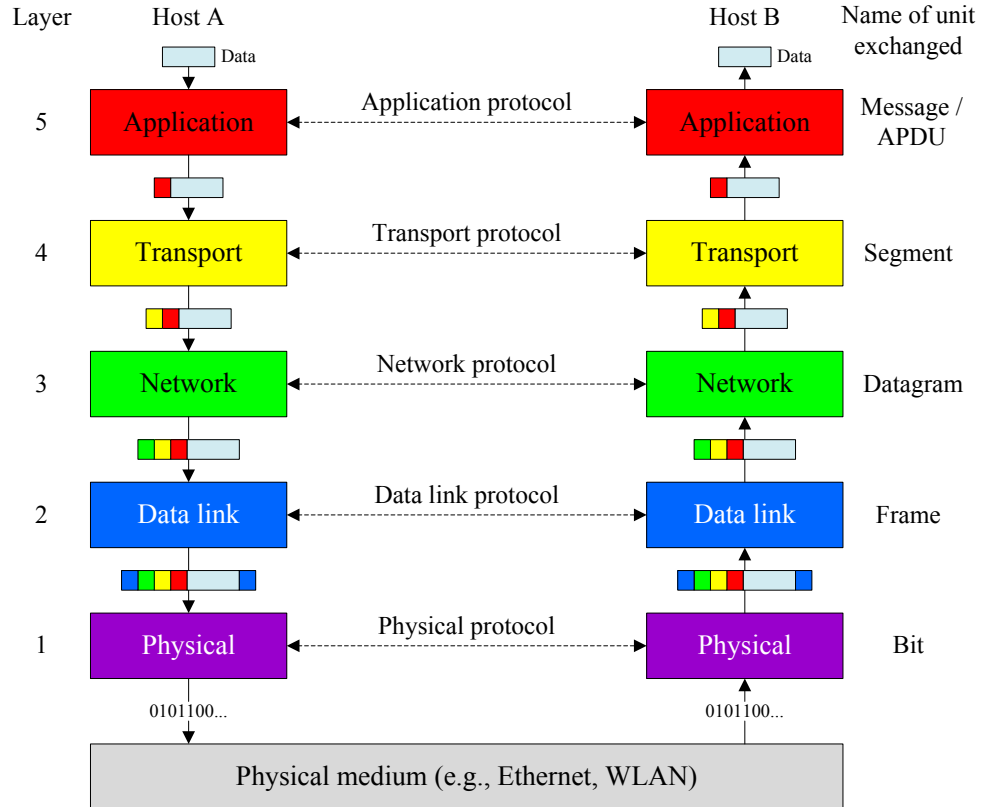 Layer
Host A
Host B
Name of unit
exchanged
Data
Data
5
Application
Application protocol
Application
Message /
APDU
4
Transport
Transport protocol
Transport
Segment
3
Network
Network protocol
Network
Datagram
2
Data link
Data link protocol
Data link
Frame
1
Physical
Physical protocol
Physical
Bit
0101100...
0101100...
Physical medium (e.g., Ethernet, WLAN)